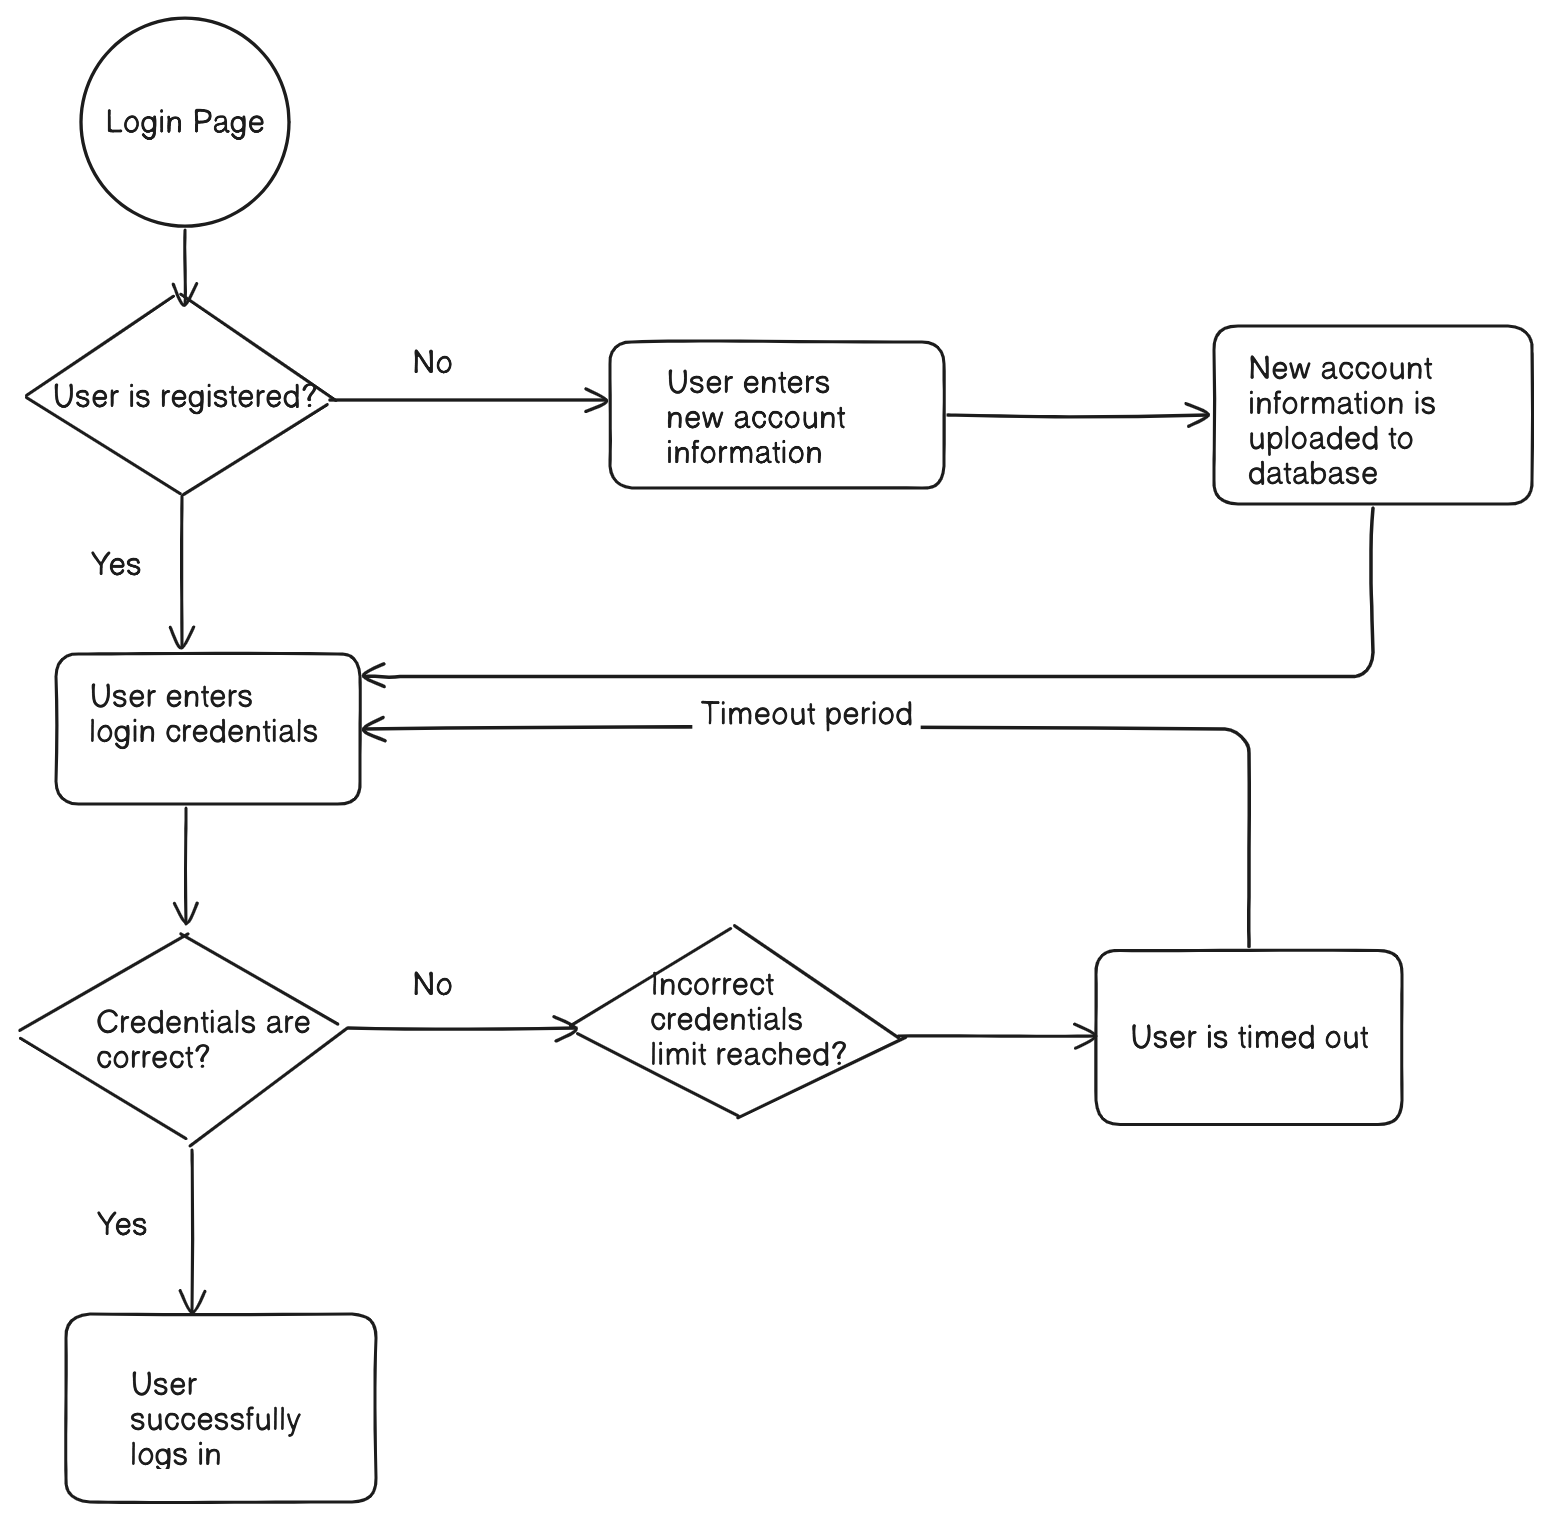 Login Page
User is registered?
No
User enters
new account
information
New account
information is
uploaded to
database
Yes
User enters
login credentials
Timeout period
Credentials are
correct?
No
Incorrect
credentials
limit reached?
User is timed out
Yes
User
successfully
logs in